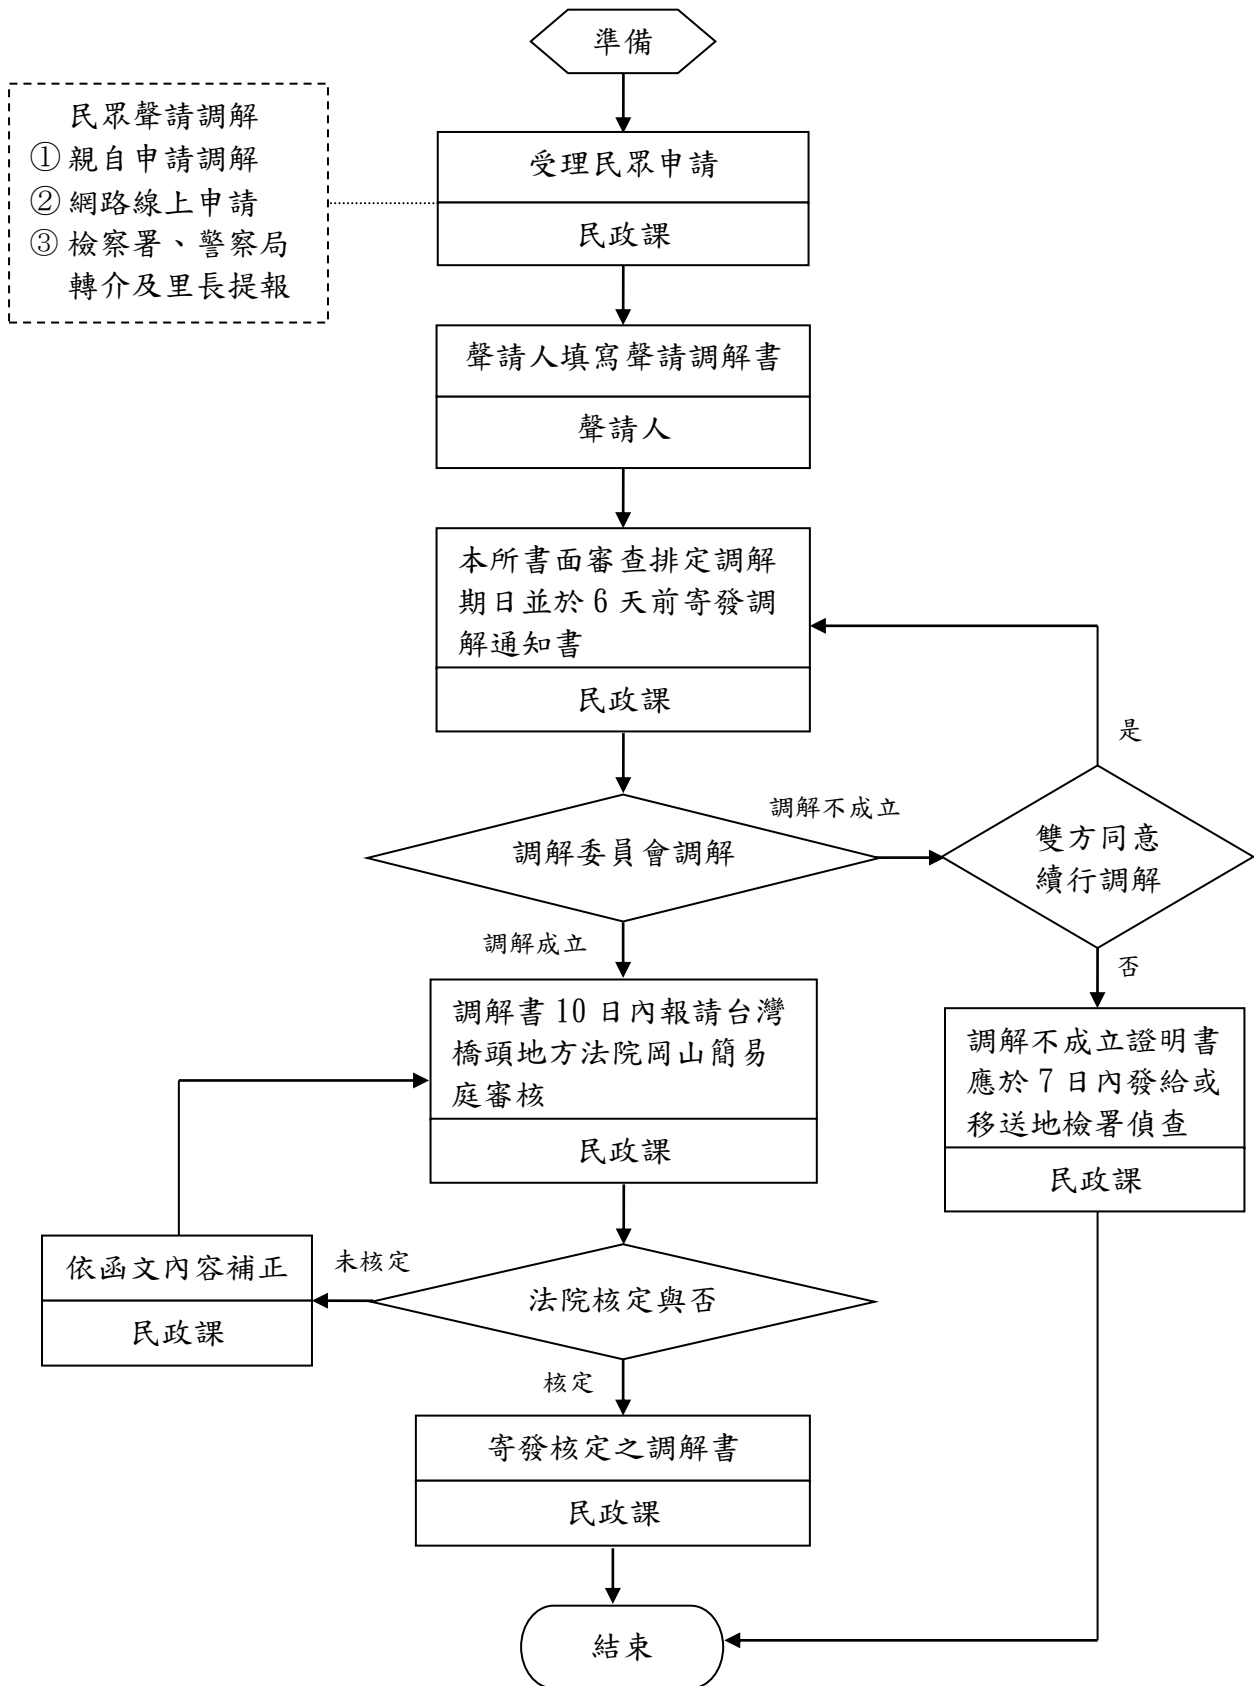 準備
民眾聲請調解
①親自申請調解
②網路線上申請
③檢察署、警察局
轉介及里長提報
受理民眾申請
民政課
聲請人填寫聲請調解書
聲請人
本所書面審查排定調解
期日並於6天前寄發調
解通知書
民政課
是
調解不成立
調解委員會調解
雙方同意
續行調解
調解成立
否
調解書10日內報請台灣
橋頭地方法院岡山簡易
庭審核
民政課
調解不成立證明書
應於7日內發給或
移送地檢署偵查
民政課
依函文內容補正
民政課
未核定
法院核定與否
核定
寄發核定之調解書
民政課
結束